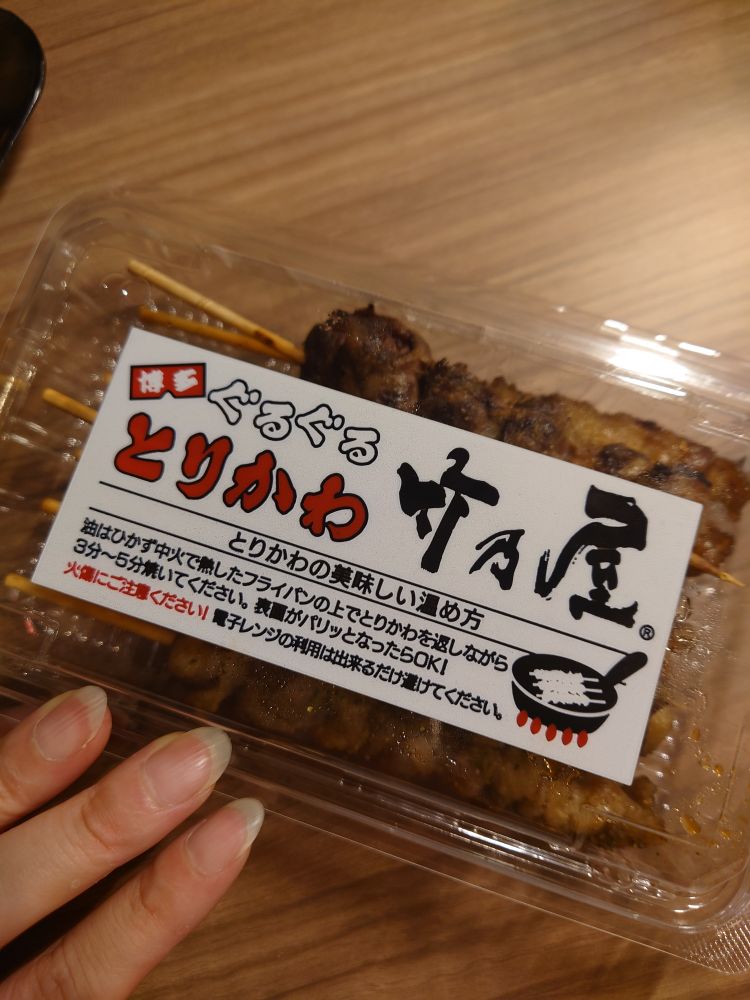 博多
ぐるぐる
とりかわ
竹乃屋®
とりかわの美味しい温め方
油はひかず中火で熱したフライパンの上でとりかわを返しながら
3分〜5分焼いてください。表面がパリッとなったらOK!
火傷にご注意ください! 電子レンジの利用は出来るだけ避けてください。